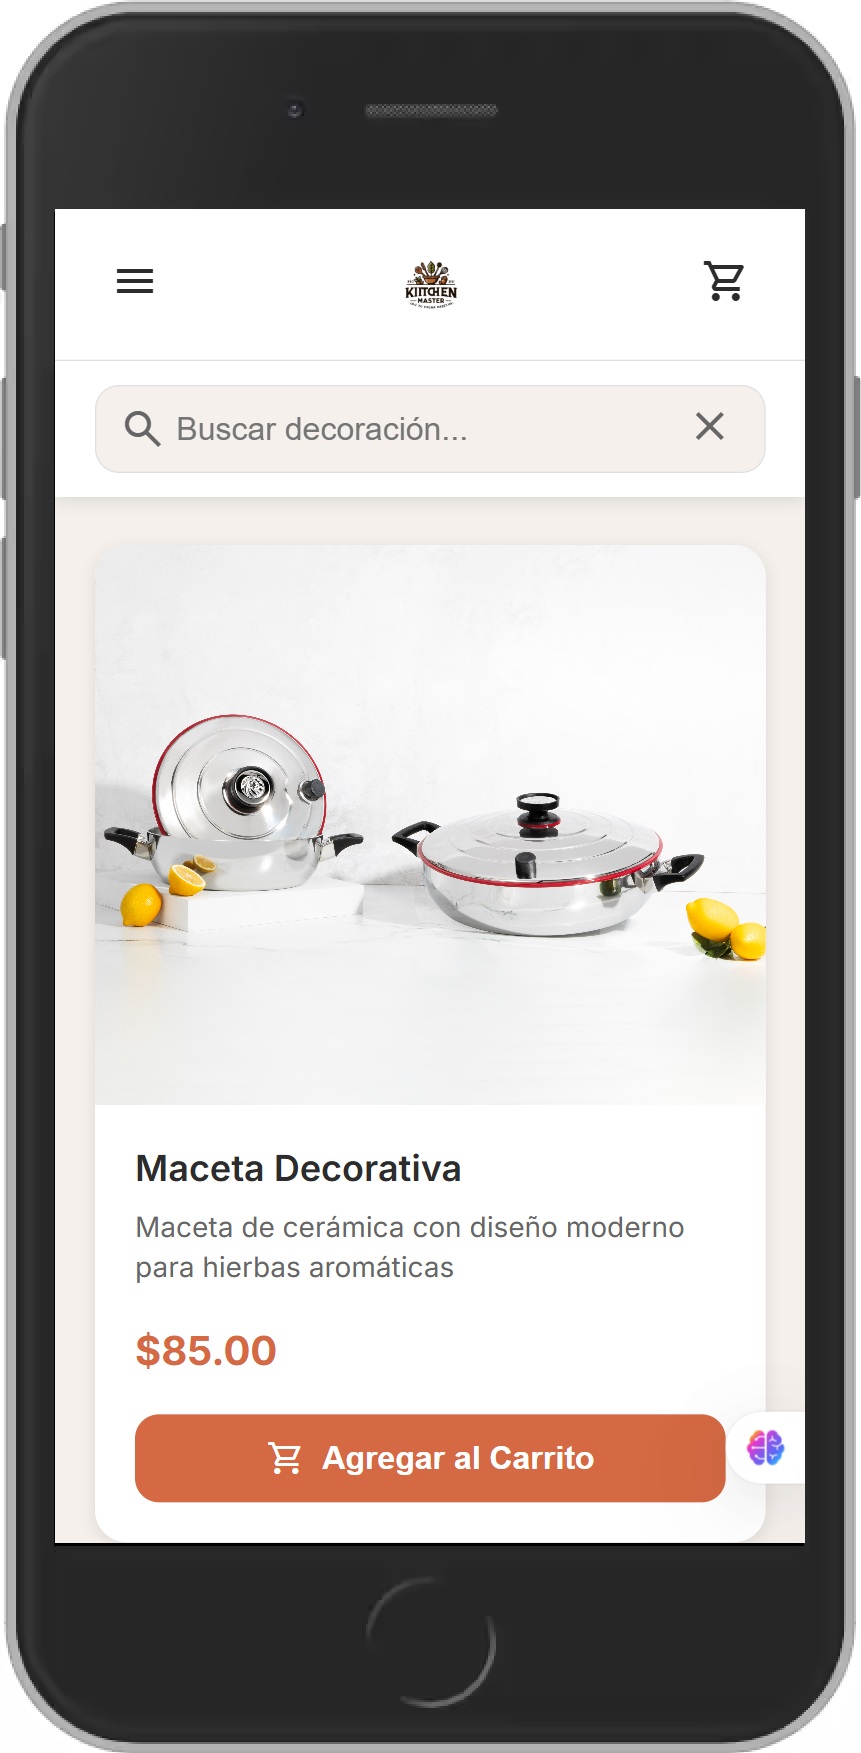 KIITCHEN
MASTER
Buscar decoración...
Maceta Decorativa
Maceta de cerámica con diseño moderno
para hierbas aromáticas
$85.00
Agregar al Carrito